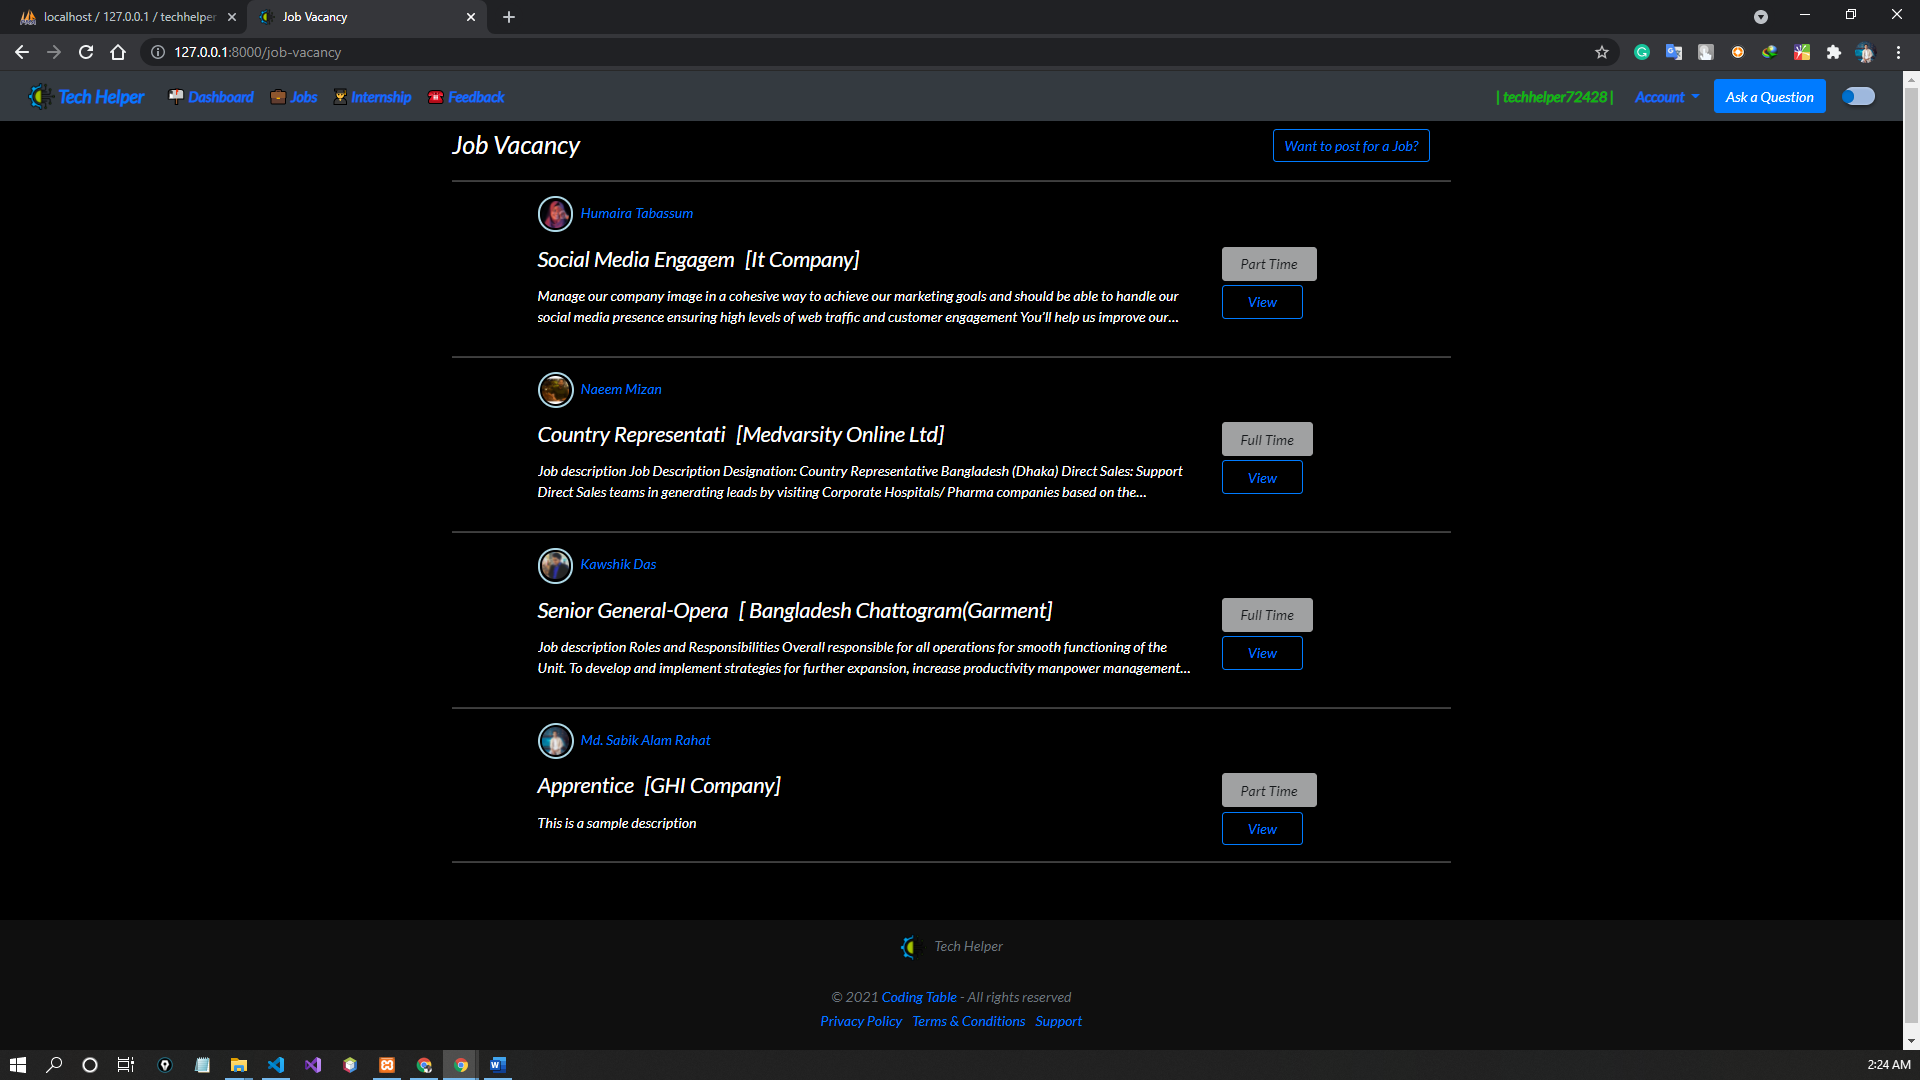 localhost / 127.0.0.1 / techhelper
Job Vacancy
127.0.0.1:8000/job-vacancy
Tech Helper
Dashboard
Jobs
Internship
Feedback
| techhelper72428 |
Account
Ask a Question
Job Vacancy
Want to post for a Job?
Humaira Tabassum
Social Media Engagem [It Company]
Part Time
Manage our company image in a cohesive way to achieve our marketing goals and should be able to handle our
social media presence ensuring high levels of web traffic and customer engagement You'll help us improve our...
View
Naeem Mizan
Country Representati [Medvarsity Online Ltd]
Full Time
Job description Job Description Designation: Country Representative Bangladesh (Dhaka) Direct Sales: Support
Direct Sales teams in generating leads by visiting Corporate Hospitals/ Pharma companies based on the...
View
Kawshik Das
Senior General-Opera [ Bangladesh Chattogram(Garment]
Full Time
Job description Roles and Responsibilities Overall responsible for all operations for smooth functioning of the
Unit. To develop and implement strategies for further expansion, increase productivity manpower management...
View
Md. Sabik Alam Rahat
Apprentice [GHI Company]
Part Time
This is a sample description
View
Tech Helper
© 2021 Coding Table - All rights reserved
Privacy Policy Terms & Conditions Support
2:24 AM